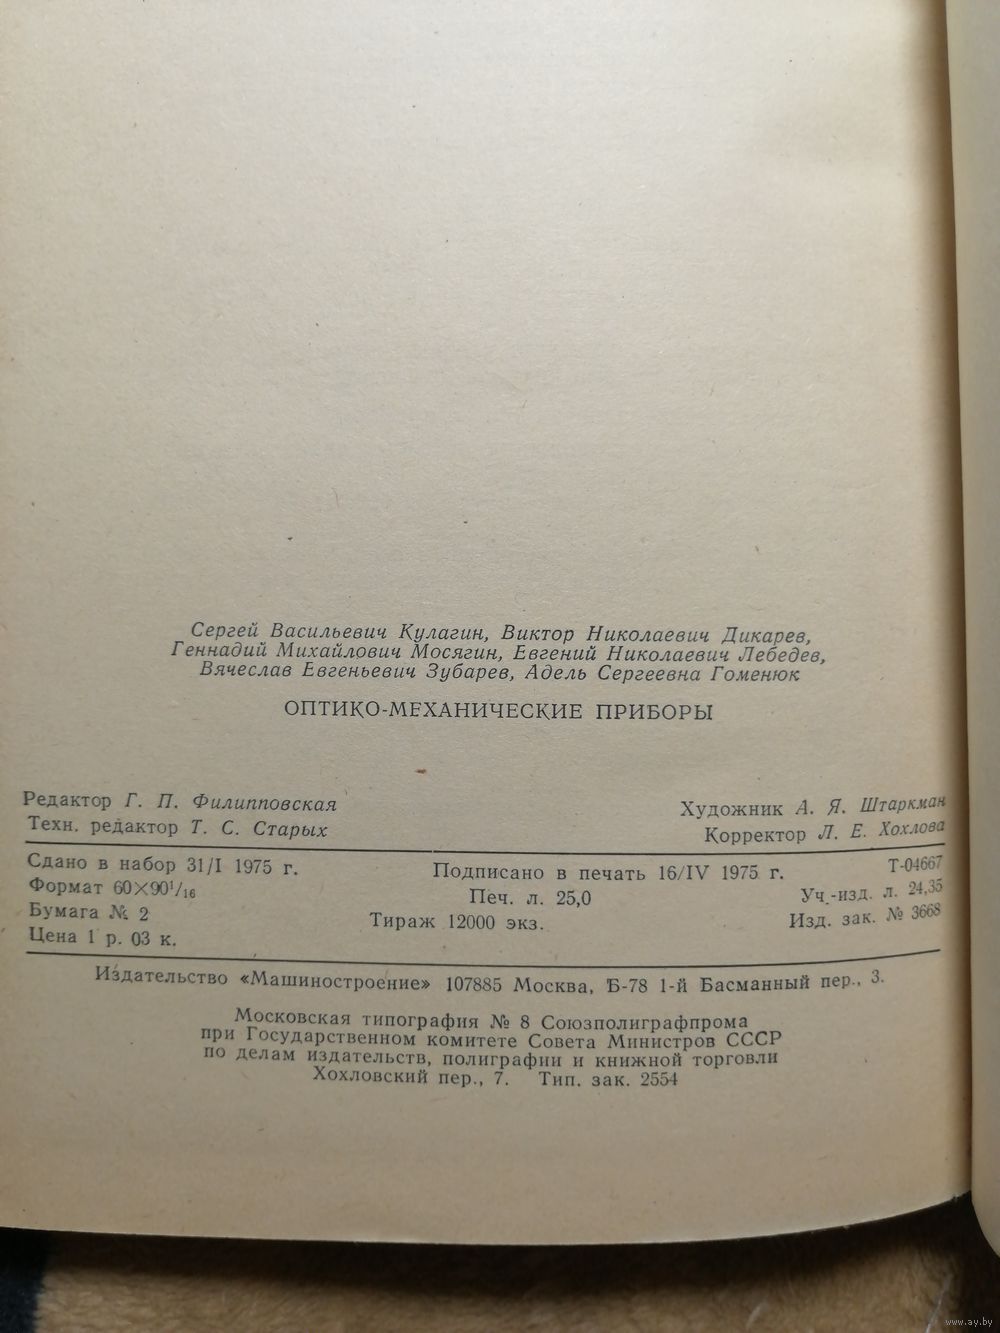 Сергей Васильевич Кулагин, Виктор Николаевич Дикарев,
Геннадий Михайлович Мосягин, Евгений Николаевич Лебедев,
Вячеслав Евгеньевич Зубарев, Адель Сергеевна Гоменюк
ОПТИКО-МЕХАНИЧЕСКИЕ ПРИБОРЫ
Редактор Г. П. Филипповская Художник А. Я. Штаркман
Техн. редактор Т. С. Старых Корректор Л. Е. Хохлова
Сдано в набор 31/I 1975 г. Подписано в печать 16/IV 1975 г. Т-04667
Формат 60×90¹/₁₆ Печ. л. 25,0 Уч.-изд. л. 24,35
Бумага № 2 Тираж 12000 экз. Изд. зак. № 3668
Цена 1 р. 03 к.
Издательство «Машиностроение» 107885 Москва, Б-78 1-й Басманный пер., 3.
Московская типография № 8 Союзполиграфпрома
при Государственном комитете Совета Министров СССР
по делам издательств, полиграфии и книжной торговли
Хохловский пер., 7. Тип. зак. 2554
www.ay.by